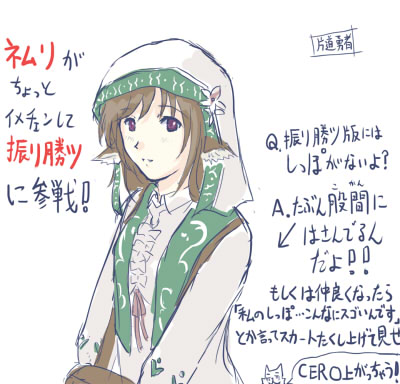 ネムリが
ちょっと
イメチェンして
振り勝ツ
に参戦!
片道勇者
Q.振り勝ツ版には
しっぽがないよ?
A.たぶん股間に
こかん
はさんでるん
だよ!!
もしくは仲良くなったら
「私のしっぽ…こんなにスゴいんです」
とか言ってスカートたくし上げて見せ
CERO上がっちゃう!